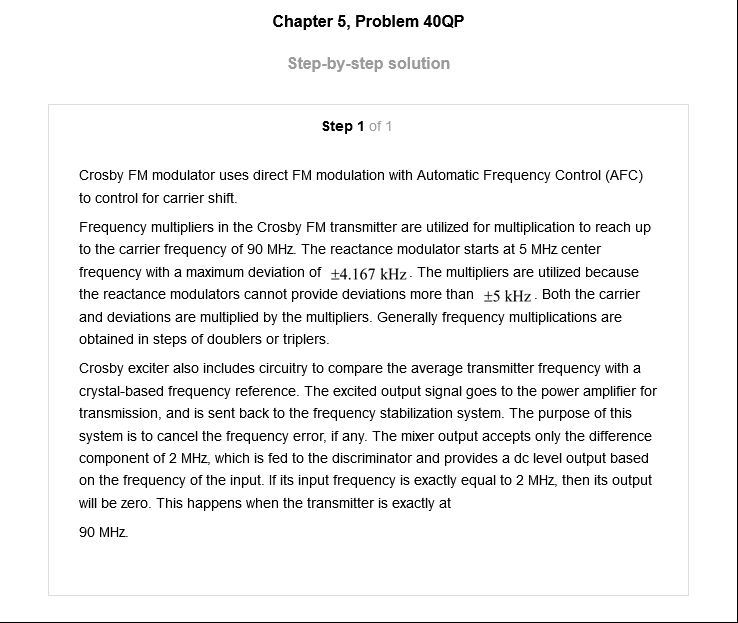 Chapter 5, Problem 40QP
Step-by-step solution
Step 1 of 1
Crosby FM modulator uses direct FM modulation with Automatic Frequency Control (AFC)
to control for carrier shift.
Frequency multipliers in the Crosby FM transmitter are utilized for multiplication to reach up
to the carrier frequency of 90 MHz. The reactance modulator starts at 5 MHz center
frequency with a maximum deviation of ±4.167 kHz. The multipliers are utilized because
the reactance modulators cannot provide deviations more than ±5 kHz. Both the carrier
and deviations are multiplied by the multipliers. Generally frequency multiplications are
obtained in steps of doublers or triplers.
Crosby exciter also includes circuitry to compare the average transmitter frequency with a
crystal-based frequency reference. The excited output signal goes to the power amplifier for
transmission, and is sent back to the frequency stabilization system. The purpose of this
system is to cancel the frequency error, if any. The mixer output accepts only the difference
component of 2 MHz, which is fed to the discriminator and provides a dc level output based
on the frequency of the input. If its input frequency is exactly equal to 2 MHz, then its output
will be zero. This happens when the transmitter is exactly at
90 MHz.